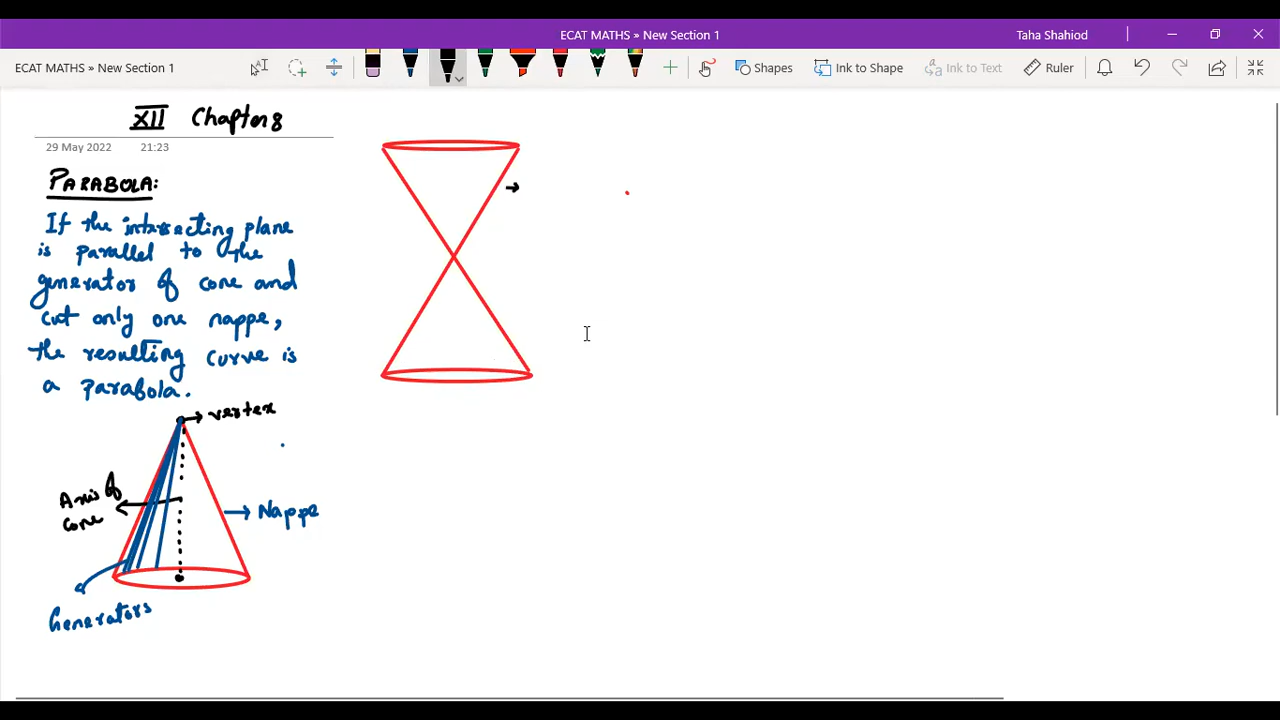 ECAT MATHS » New Section 1
Taha Shahiod
ECAT MATHS » New Section 1
Shapes
Ink to Shape
Ink to Text
Ruler
XII Chapter 8
29 May 2022 21:23
PARABOLA:
If the intersecting plane
is parallel to the
generator of cone and
cut only one nappe,
the resulting curve is
a parabola.
vertex
Axis of
cone
Nappe
Generators